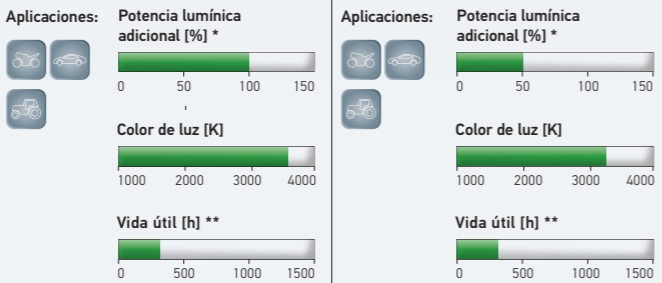 Aplicaciones:
Potencia lumínica
adicional [%] *
0 50 100 150
Color de luz [K]
1000 2000 3000 4000
Vida útil [h] **
0 500 1000 1500
Aplicaciones:
Potencia lumínica
adicional [%] *
0 50 100 150
Color de luz [K]
1000 2000 3000 4000
Vida útil [h] **
0 500 1000 1500